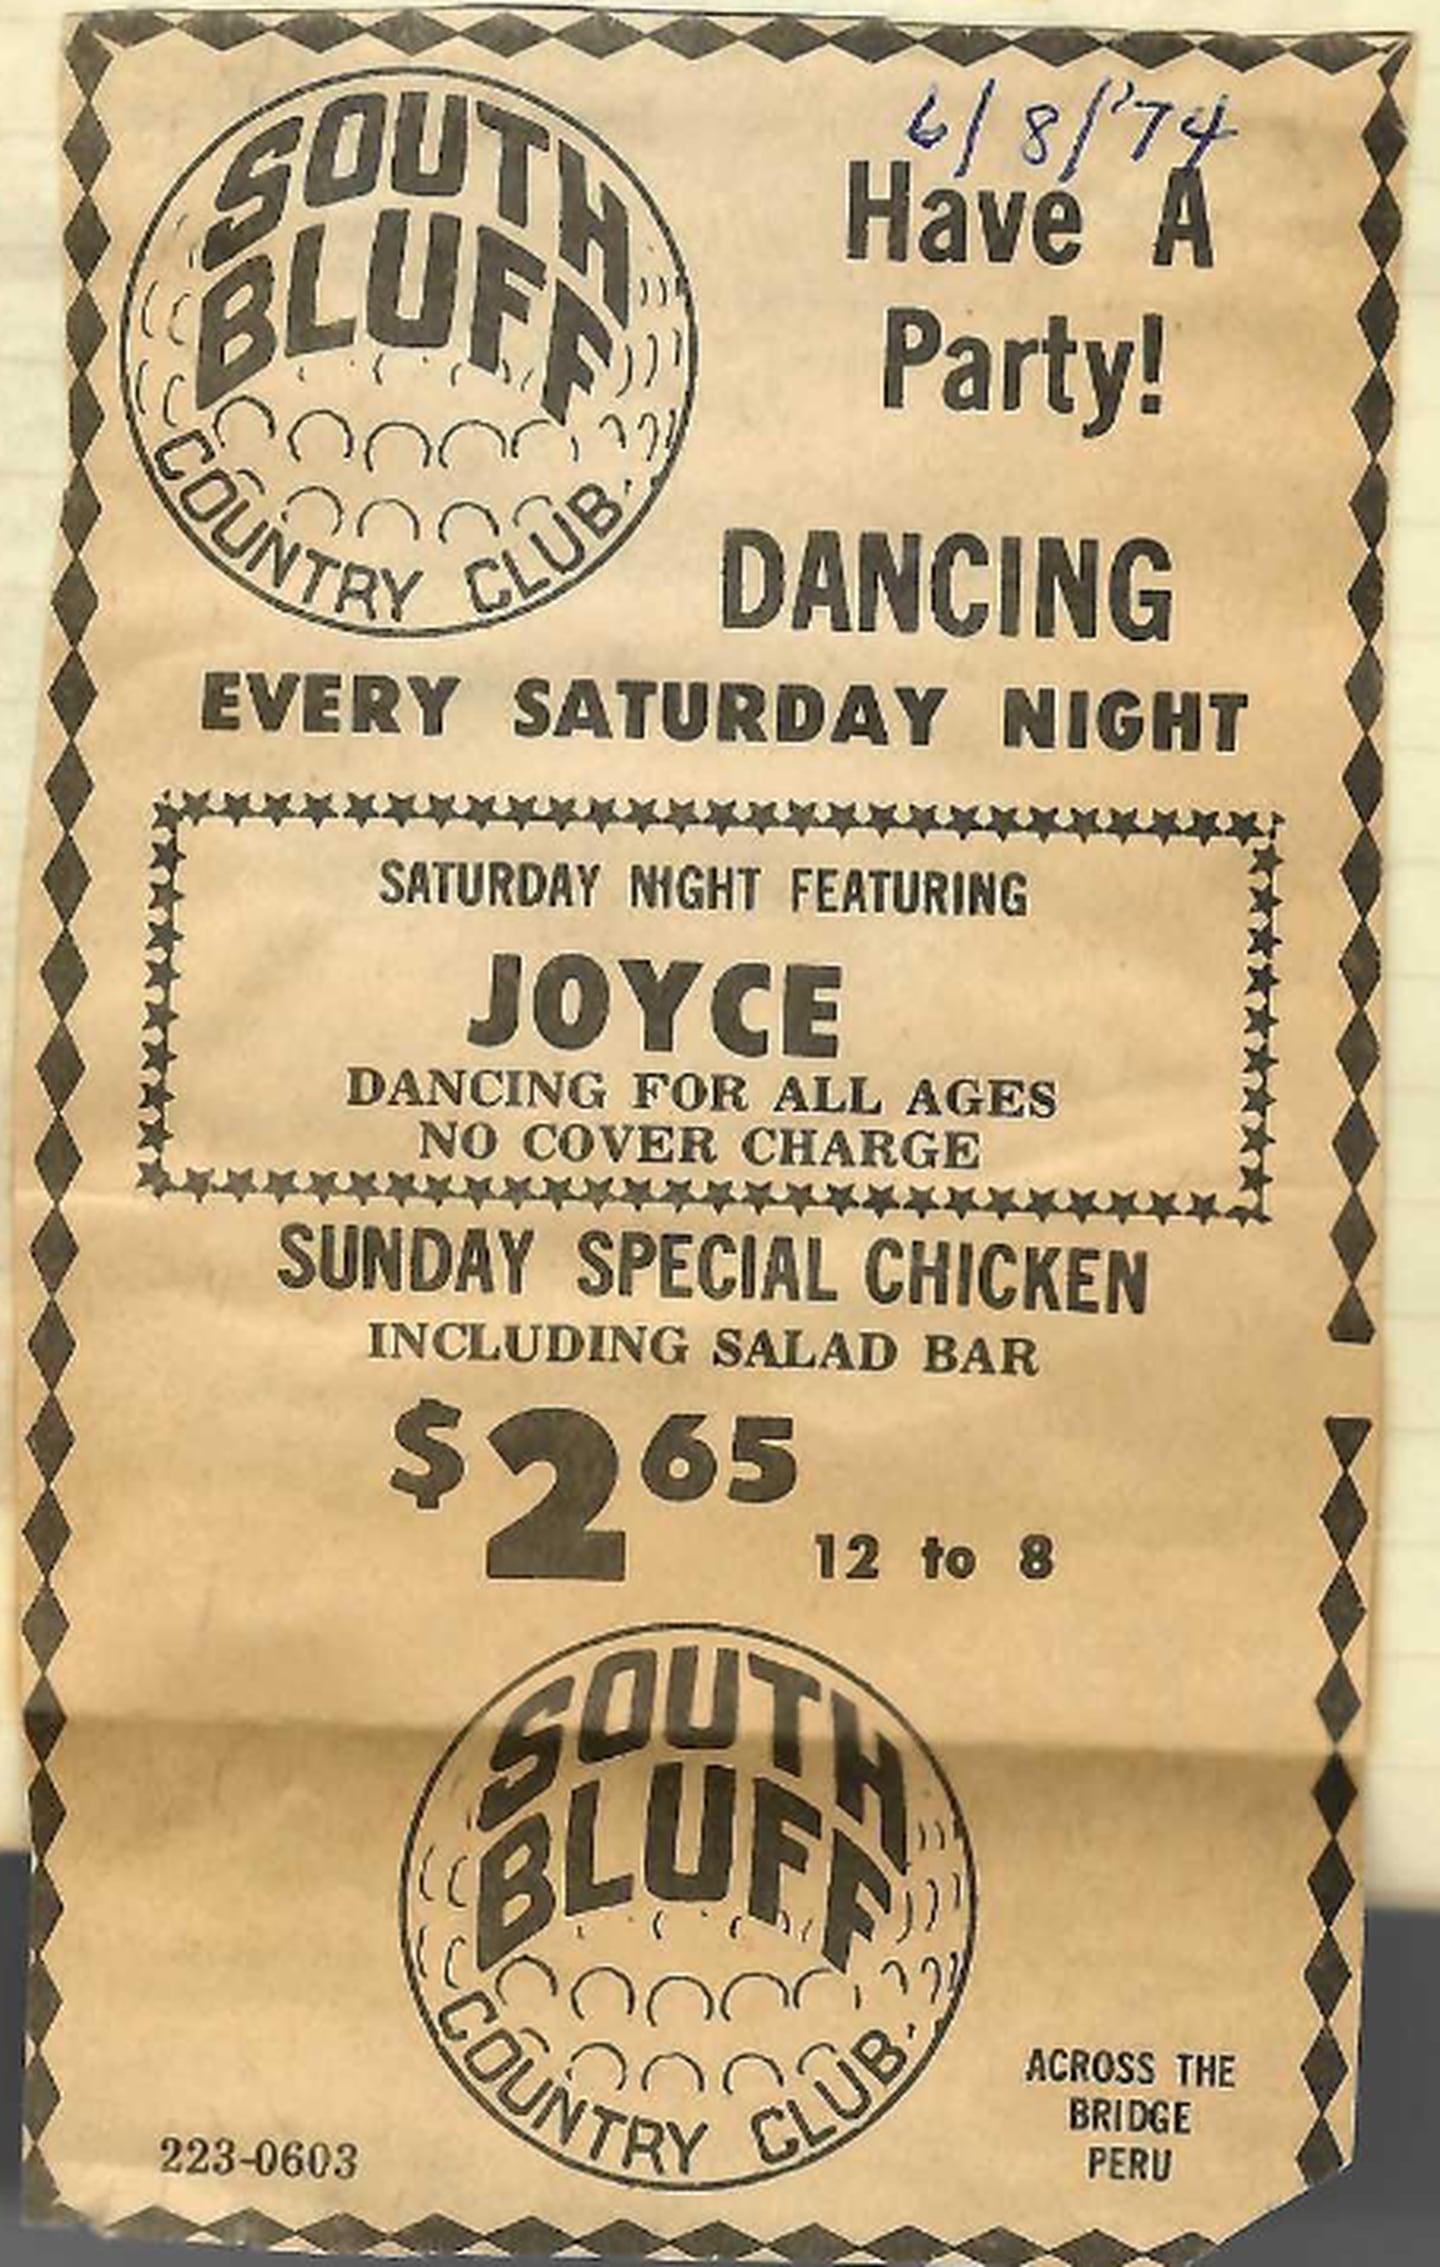 SOUTH
BLUFF
COUNTRY CLUB
6/8/'74
Have A
Party!
DANCING
EVERY SATURDAY NIGHT
SATURDAY NIGHT FEATURING
JOYCE
DANCING FOR ALL AGES
NO COVER CHARGE
SUNDAY SPECIAL CHICKEN
INCLUDING SALAD BAR
$2 65
12 to 8
SOUTH
BLUFF
COUNTRY CLUB
223-0603
ACROSS THE
BRIDGE
PERU